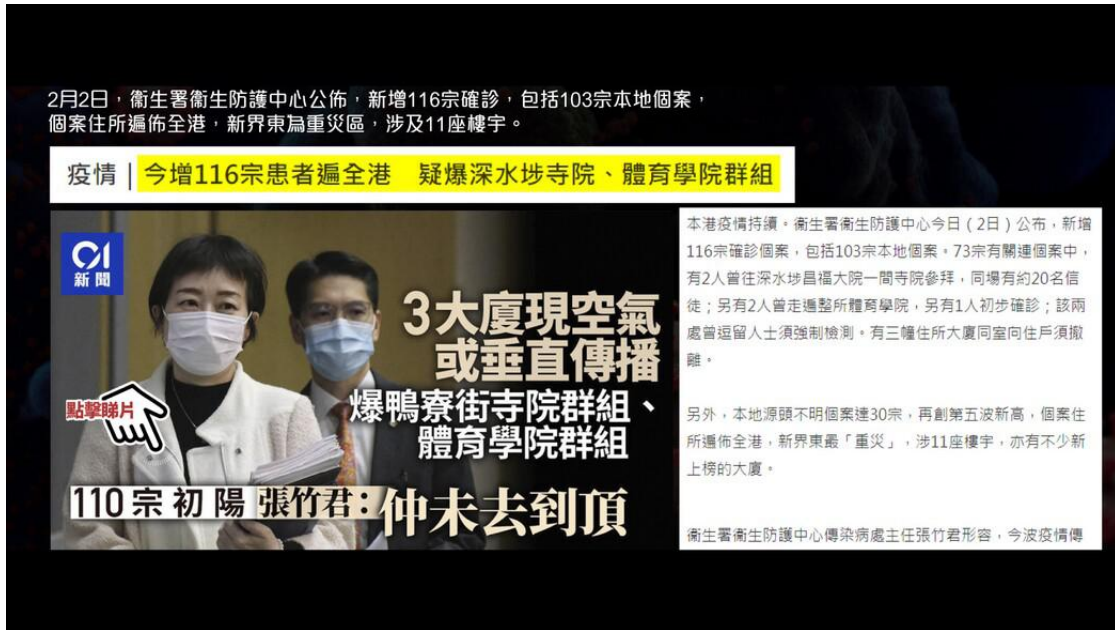 2月2日，衞生署衞生防護中心公佈，新增116宗確診，包括103宗本地個案，
個案住所遍佈全港，新界東為重災區，涉及11座樓宇。
疫情｜今增116宗患者遍全港　疑爆深水埗寺院、體育學院群組
01
新聞
3大廈現空氣
或垂直傳播
爆鴨寮街寺院群組、
體育學院群組
點擊睇片
110宗初陽 張竹君：仲未去到頂
本港疫情持續。衞生署衞生防護中心今日（2日）公布，新增
116宗確診個案，包括103宗本地個案。73宗有關連個案中，
有2人曾往深水埗昌福大院一間寺院參拜，同場有約20名信
徒；另有2人曾走遍整所體育學院，另有1人初步確診；該兩
處曾逗留人士須強制檢測。有三幢住所大廈同室向住戶須撤
離。
另外，本地源頭不明個案達30宗，再創第五波新高，個案住
所遍佈全港，新界東最「重災」，涉11座樓宇，亦有不少新
上榜的大廈。
衞生署衞生防護中心傳染病處主任張竹君形容，今波疫情傳